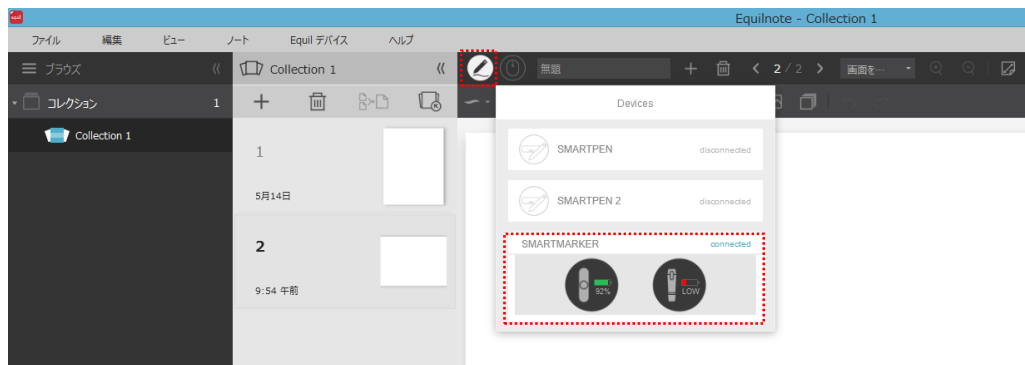 Equilnote - Collection 1
ファイル 編集 ビュー ノート Equil デバイス ヘルプ
ブラウズ
Collection 1
無題
2 / 2
画面を…
コレクション 1
Collection 1
1
5月14日
2
9:54 午前
Devices
SMARTPEN disconnected
SMARTPEN 2 disconnected
SMARTMARKER connected
92% LOW